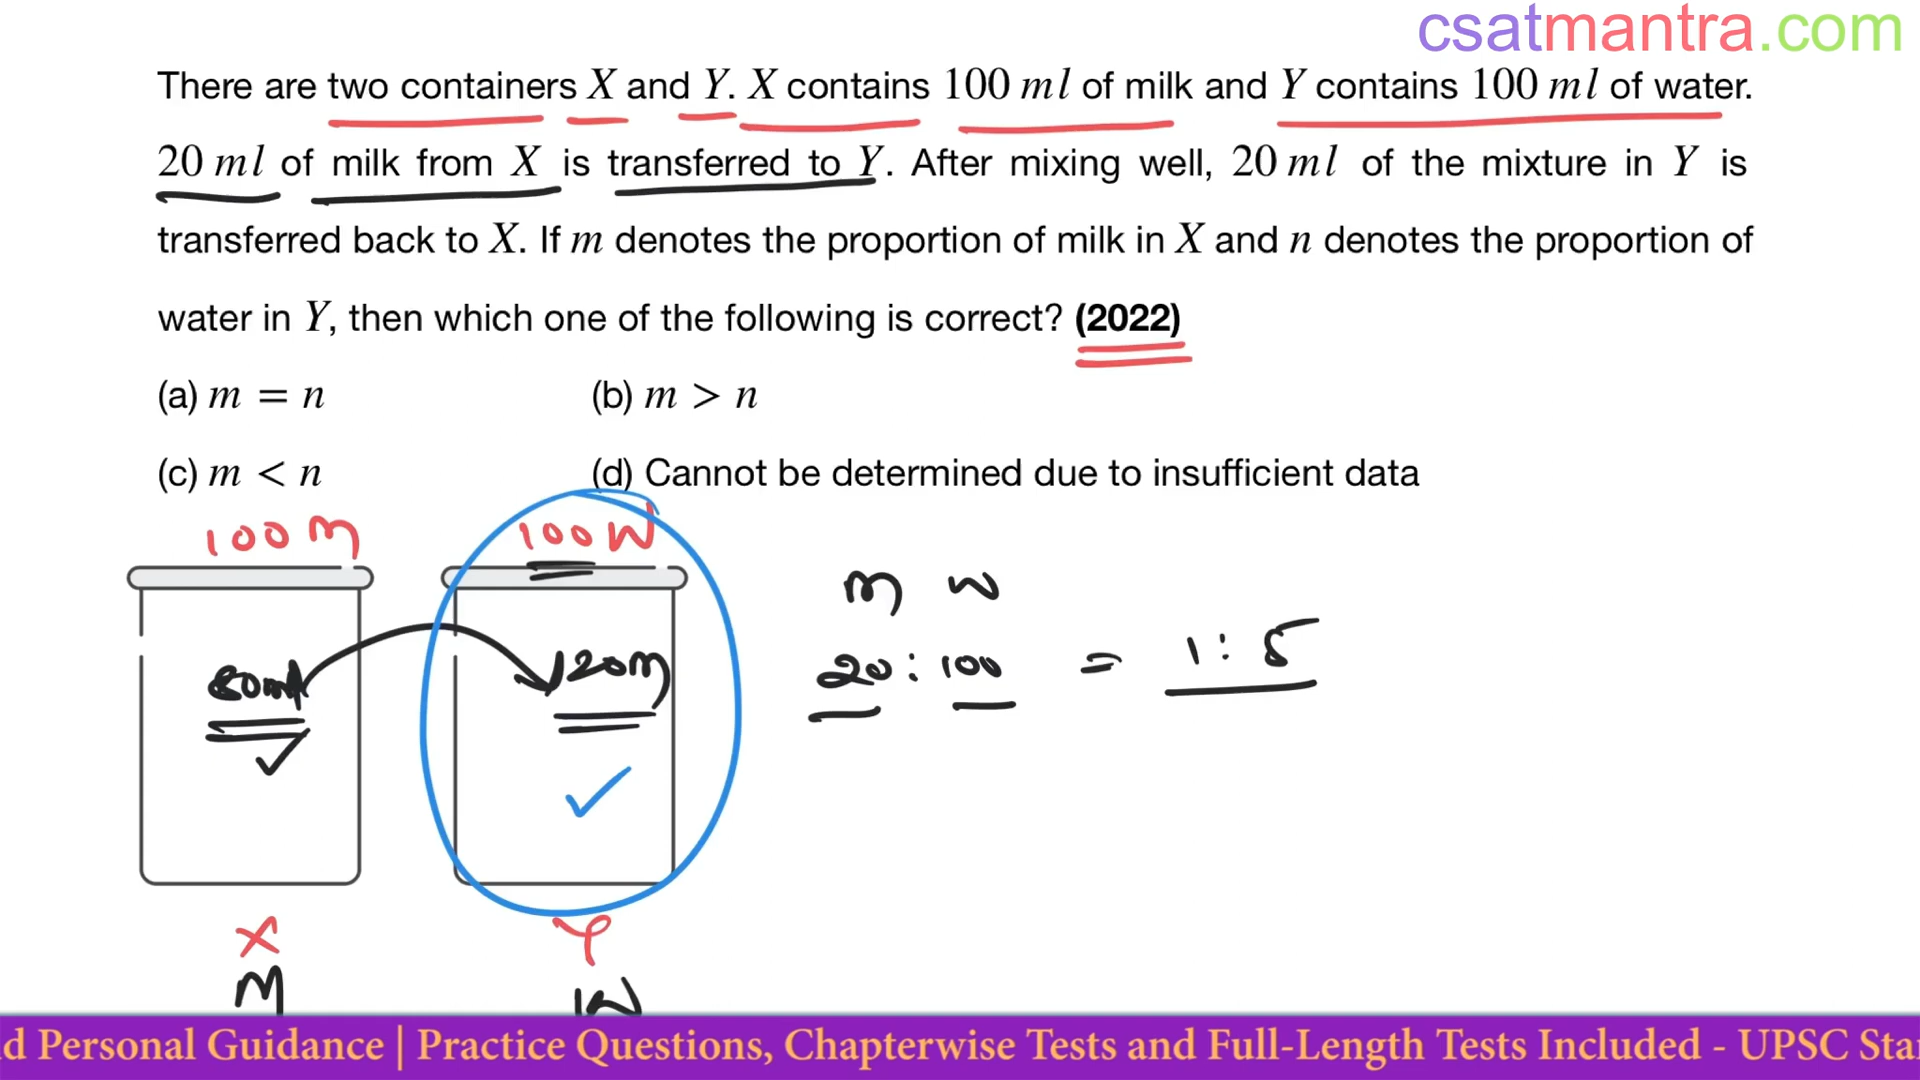 csatmantra.com
There are two containers X and Y. X contains 100 ml of milk and Y contains 100 ml of water.
20 ml of milk from X is transferred to Y. After mixing well, 20 ml of the mixture in Y is
transferred back to X. If m denotes the proportion of milk in X and n denotes the proportion of
water in Y, then which one of the following is correct? (2022)
(a) m = n (b) m > n
(c) m < n (d) Cannot be determined due to insufficient data
100 M 100 W
m w
80ml 120m 20 : 100 = 1 : 5
X Y
M W
d Personal Guidance | Practice Questions, Chapterwise Tests and Full-Length Tests Included - UPSC Sta